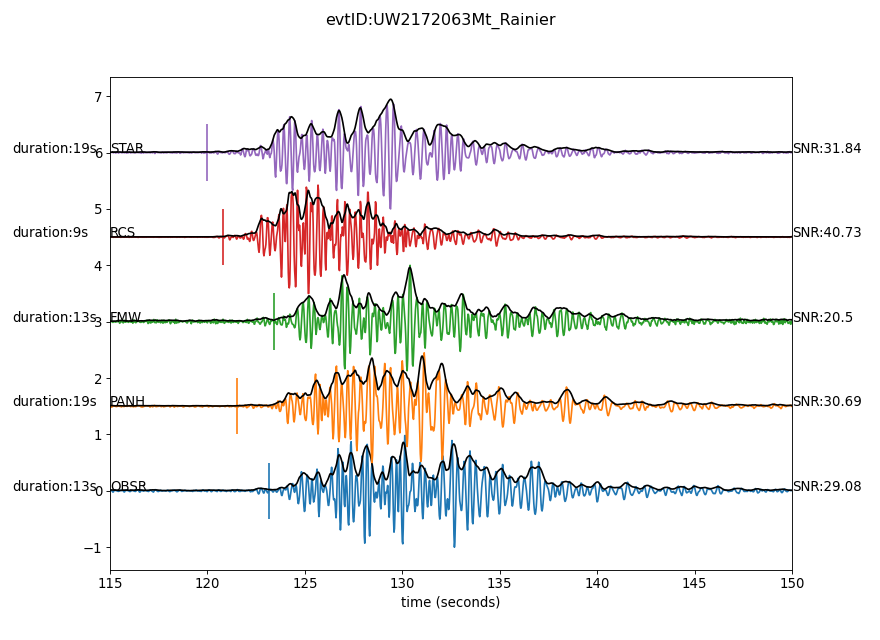 evtID:UW2172063Mt_Rainier
7
duration:19s STAR SNR:31.84
6
5
duration:9s RCS SNR:40.73
4
duration:13s FMW SNR:20.5
3
2
duration:19s PANH SNR:30.69
1
duration:13s OBSR SNR:29.08
0
−1
115 120 125 130 135 140 145 150
time (seconds)